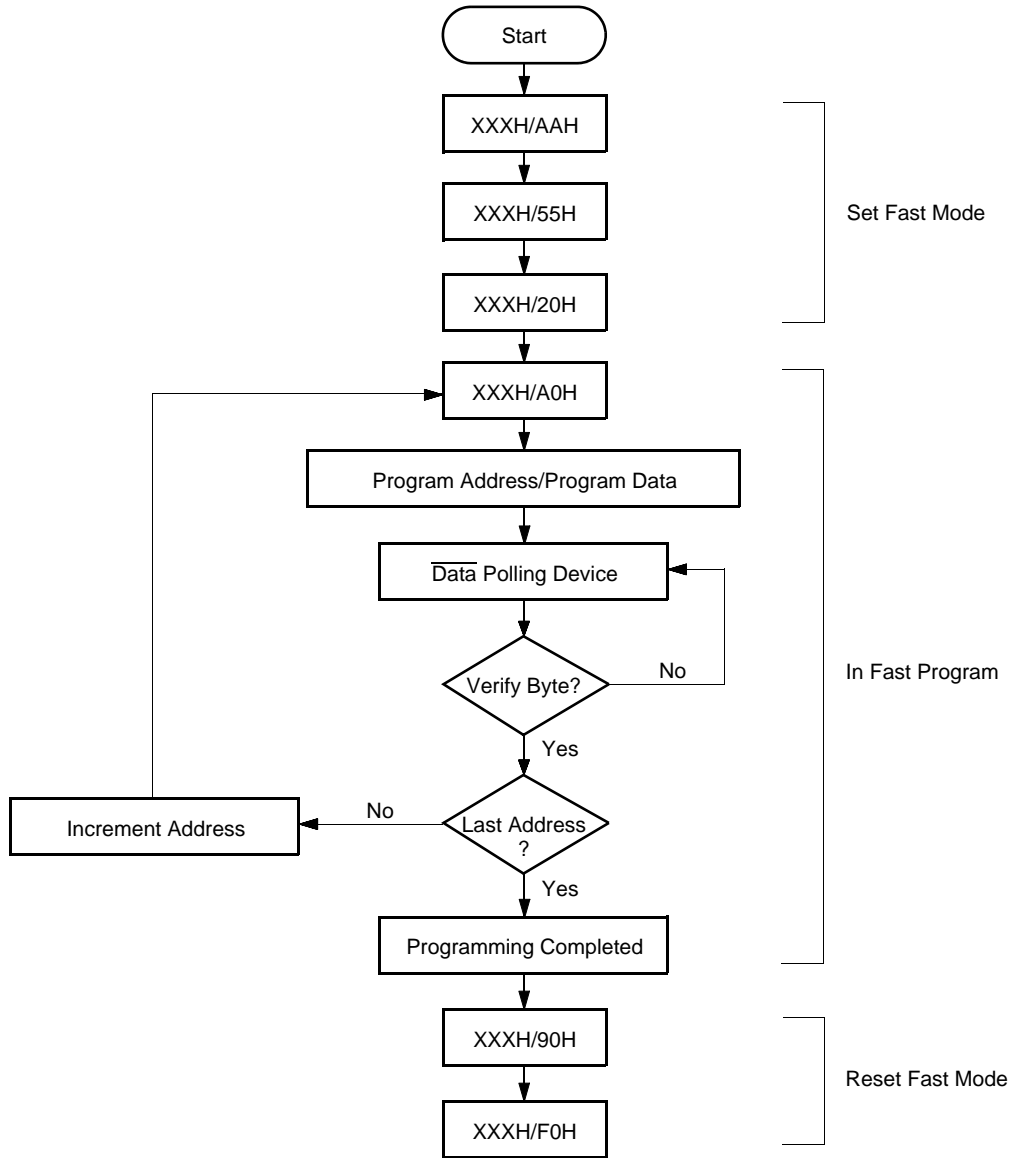 Start
XXXH/AAH
XXXH/55H
Set Fast Mode
XXXH/20H
XXXH/A0H
Program Address/Program Data
Data Polling Device
Verify Byte?
No
In Fast Program
Yes
Increment Address
No
Last Address
?
Yes
Programming Completed
XXXH/90H
Reset Fast Mode
XXXH/F0H